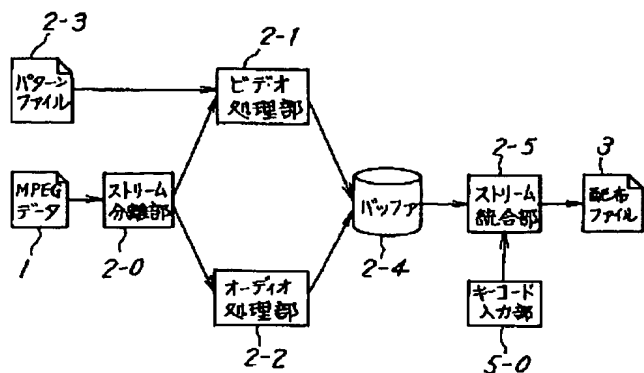 2-3
パターン
ファイル
2-1
ビデオ
処理部
MPEG
データ
1
ストリーム
分離部
2-0
オーディオ
処理部
2-2
バッファ
2-4
2-5
ストリーム
統合部
3
配布
ファイル
キーコード
入力部
5-0